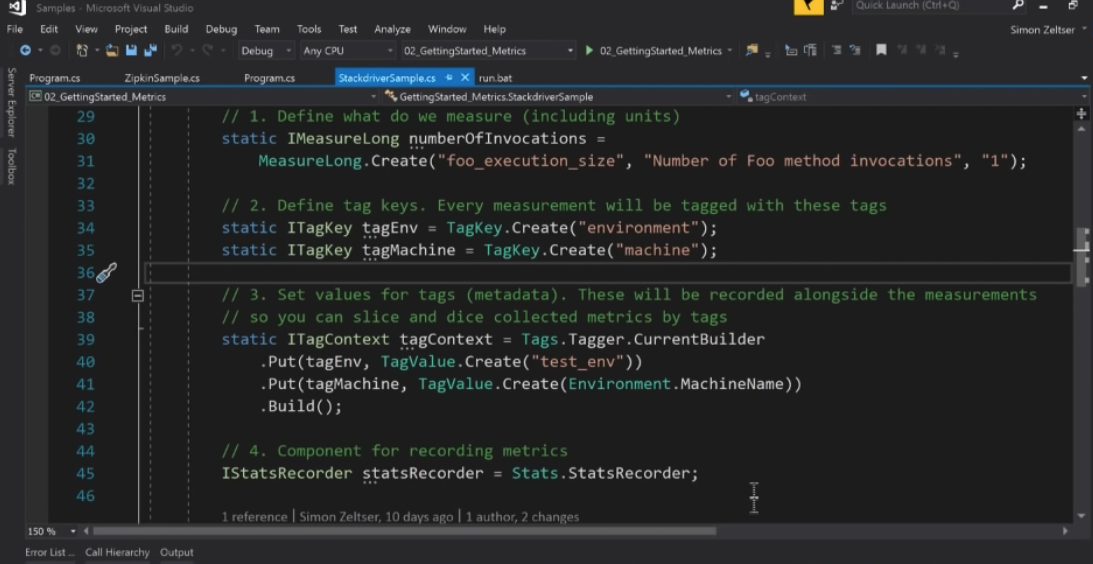 Samples - Microsoft Visual Studio
Quick Launch (Ctrl+Q)
File Edit View Project Build Debug Team Tools Test Analyze Window Help
Simon Zeltser
Debug Any CPU 02_GettingStarted_Metrics 02_GettingStarted_Metrics
Server Explorer
Toolbox
Program.cs ZipkinSample.cs Program.cs StackdriverSample.cs run.bat
02_GettingStarted_Metrics GettingStarted_Metrics.StackdriverSample tagContext
29 // 1. Define what do we measure (including units)
30 static IMeasureLong numberOfInvocations =
31 MeasureLong.Create("foo_execution_size", "Number of Foo method invocations", "1");
32
33 // 2. Define tag keys. Every measurement will be tagged with these tags
34 static ITagKey tagEnv = TagKey.Create("environment");
35 static ITagKey tagMachine = TagKey.Create("machine");
36
37 // 3. Set values for tags (metadata). These will be recorded alongside the measurements
38 // so you can slice and dice collected metrics by tags
39 static ITagContext tagContext = Tags.Tagger.CurrentBuilder
40 .Put(tagEnv, TagValue.Create("test_env"))
41 .Put(tagMachine, TagValue.Create(Environment.MachineName))
42 .Build();
43
44 // 4. Component for recording metrics
45 IStatsRecorder statsRecorder = Stats.StatsRecorder;
46
1 reference | Simon Zeltser, 10 days ago | 1 author, 2 changes
150 %
Error List ... Call Hierarchy Output